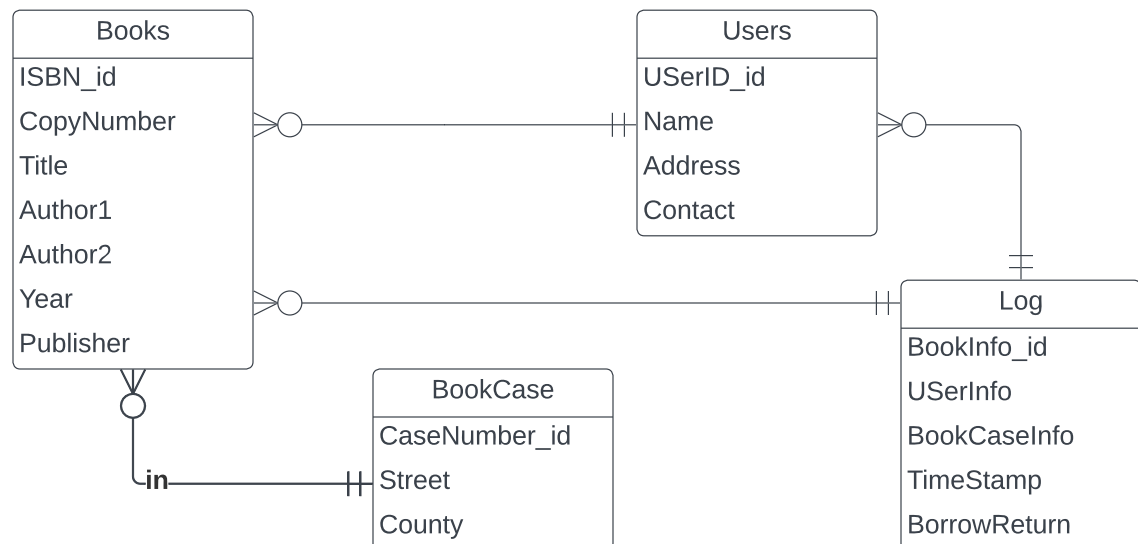 Books
ISBN_id
CopyNumber
Title
Author1
Author2
Year
Publisher
Users
USerID_id
Name
Address
Contact
in
BookCase
CaseNumber_id
Street
County
Log
BookInfo_id
USerInfo
BookCaseInfo
TimeStamp
BorrowReturn